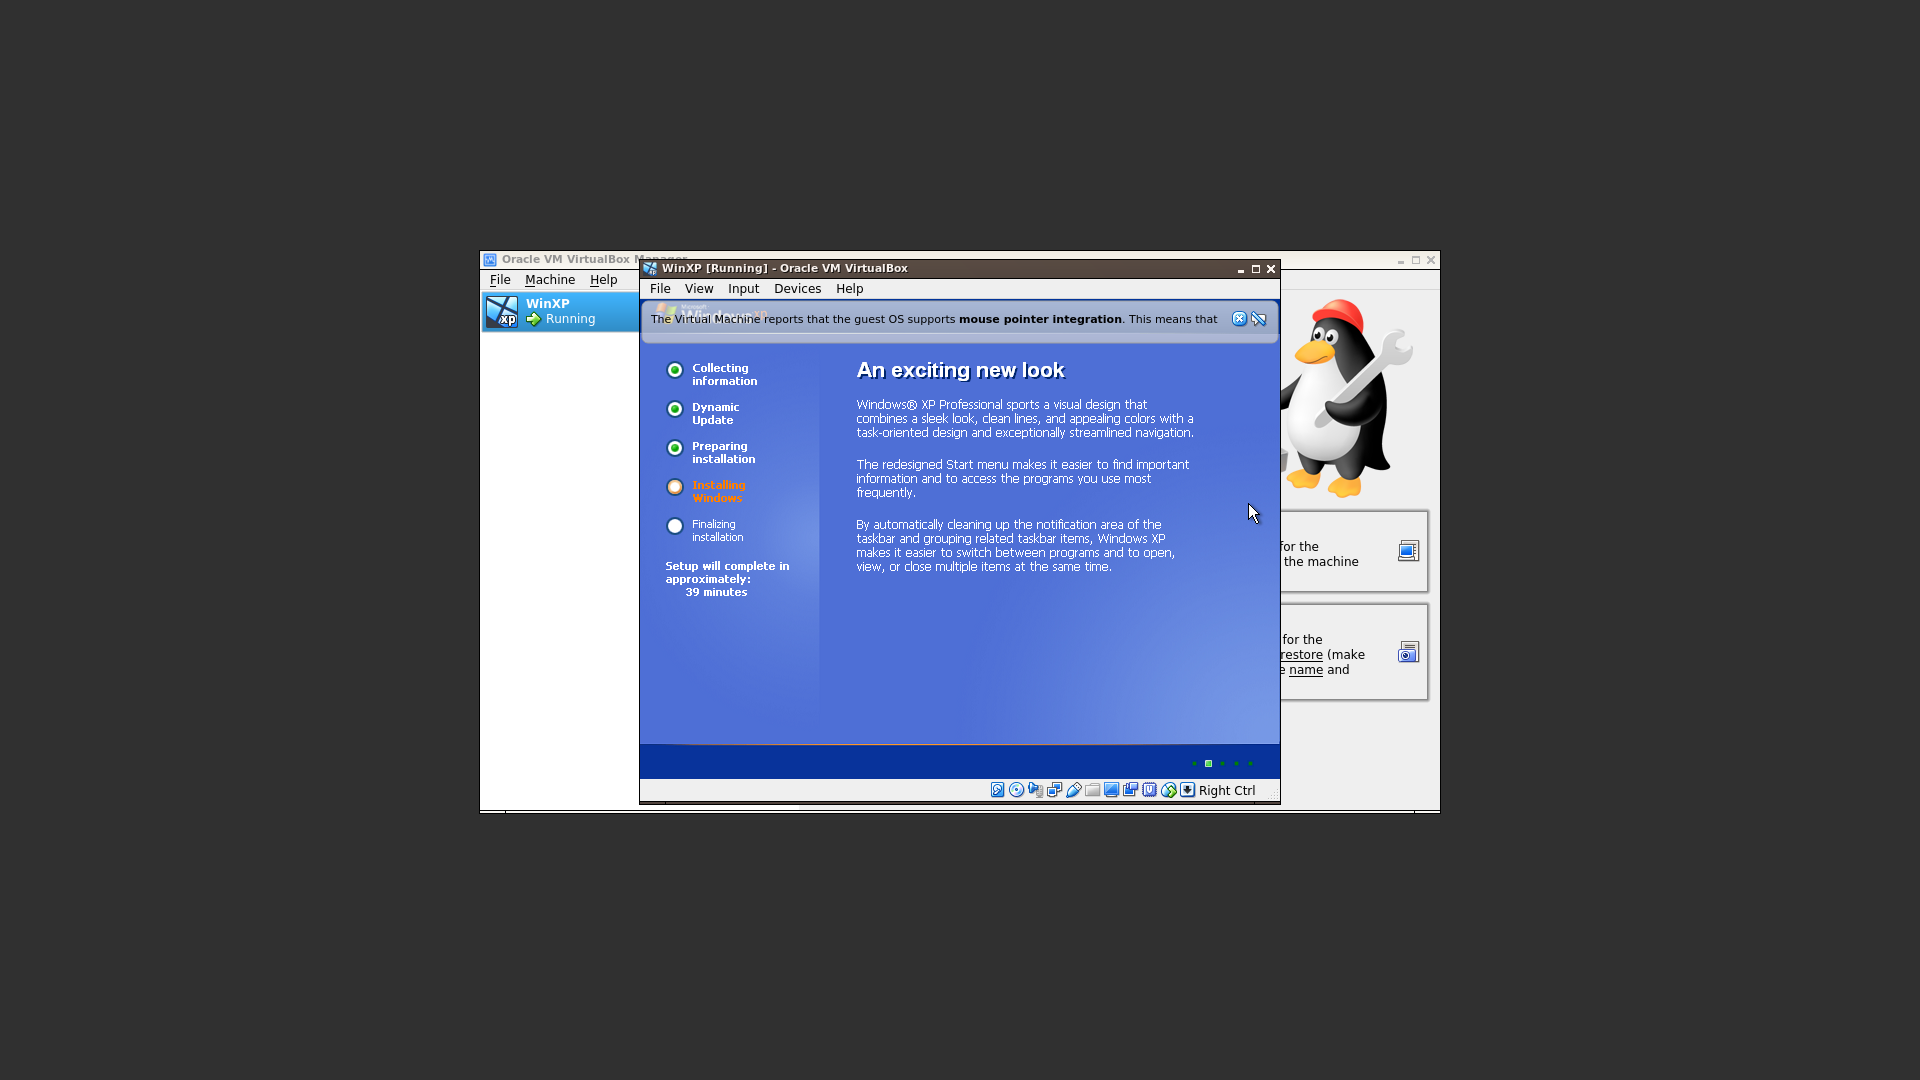 Oracle VM VirtualBox Manager
File Machine Help
WinXP
Running
WinXP [Running] - Oracle VM VirtualBox
File View Input Devices Help
The Virtual Machine reports that the guest OS supports mouse pointer integration. This means that
Collecting
information
Dynamic
Update
Preparing
installation
Installing
Windows
Finalizing
installation
Setup will complete in
approximately:
39 minutes
An exciting new look
Windows® XP Professional sports a visual design that
combines a sleek look, clean lines, and appealing colors with a
task-oriented design and exceptionally streamlined navigation.
The redesigned Start menu makes it easier to find important
information and to access the programs you use most
frequently.
By automatically cleaning up the notification area of the
taskbar and grouping related taskbar items, Windows XP
makes it easier to switch between programs and to open,
view, or close multiple items at the same time.
Right Ctrl
for the
the machine
for the
restore (make
name and